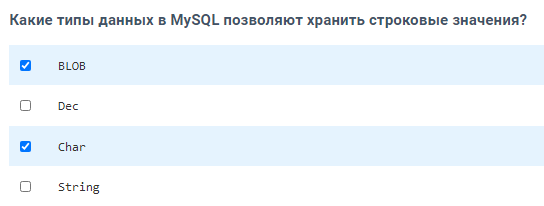 Какие типы данных в MySQL позволяют хранить строковые значения?
BLOB
Dec
Char
String